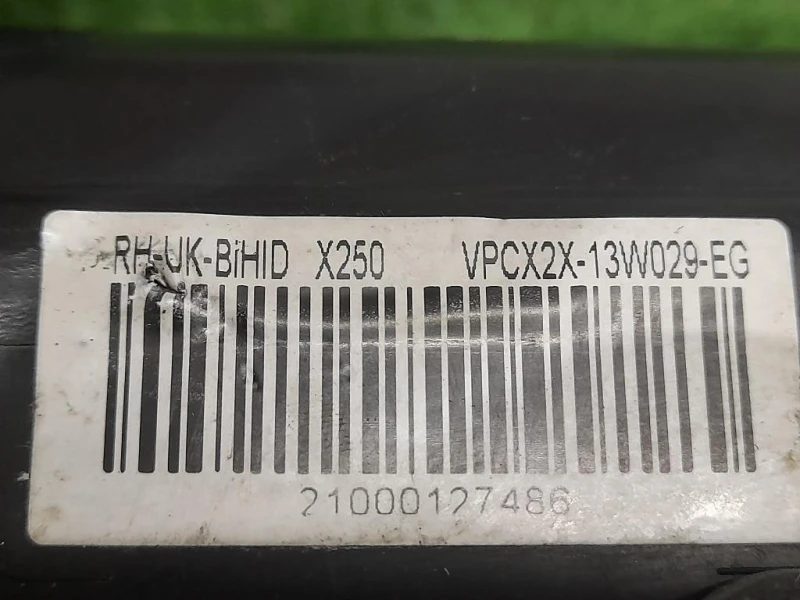 RH-UK-BiHID X250 VPCX2X-13W029-EG
21000127486